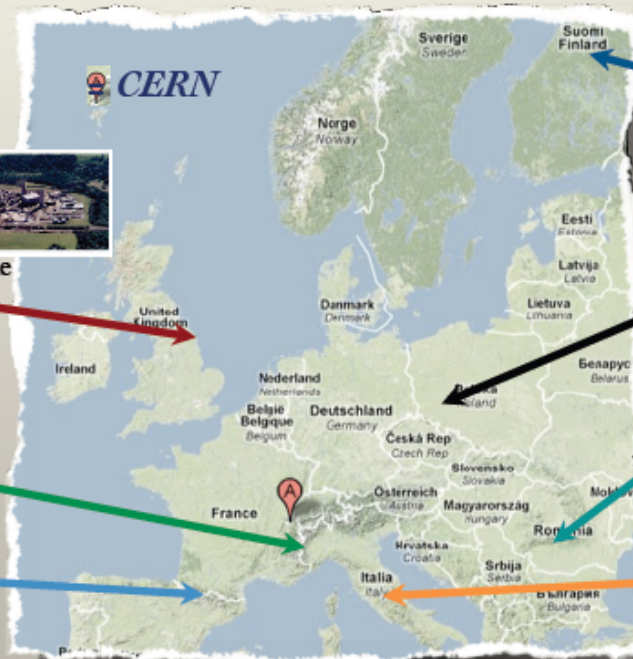 Suomi
Finland
Sverige
Sweden
A CERN
Norge
Norway
Eesti
Estonia
Latvija
Latvia
Danmark
Denmark
Lietuva
Lithuania
United
Kingdom
Ireland
Беларус
Belarus
Nederland
Netherlands
België
Belgique
Belgium
Deutschland
Germany
Česká Rep
Czech Rep
Slovensko
Slovakia
A
France
Österreich
Austria
Magyarország
Hungary
Hrvatska
Croatia
Srbija
Serbia
Italia
България
Bulgaria